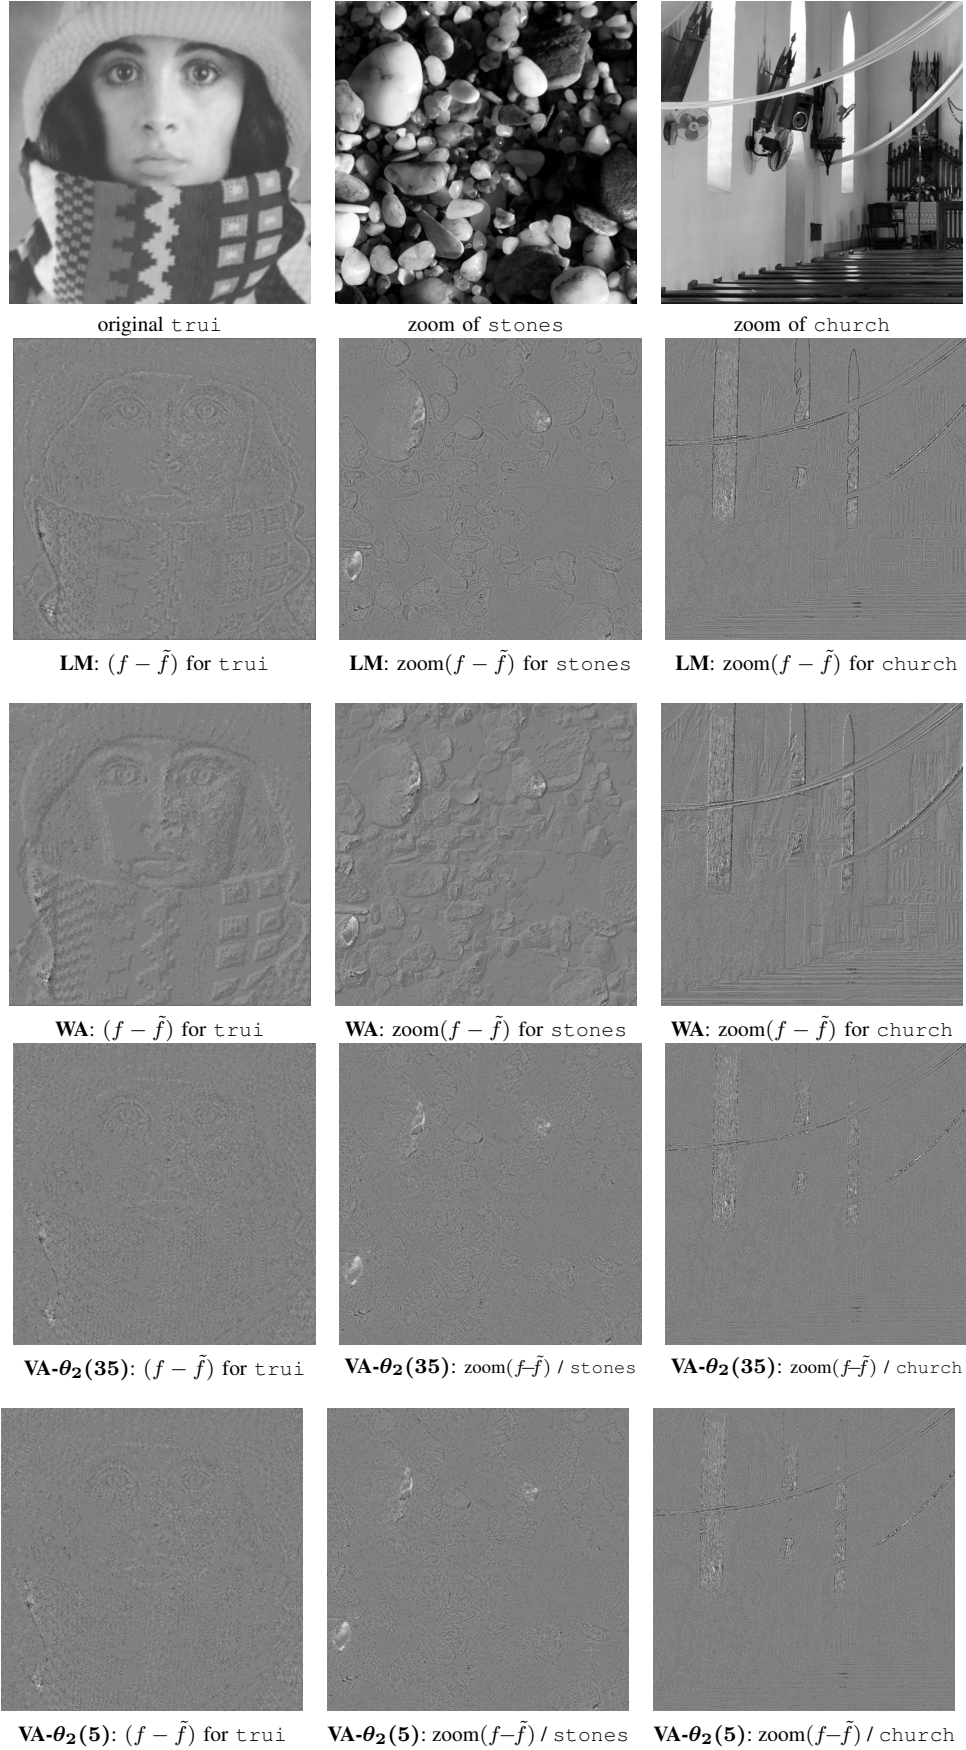 original trui zoom of stones zoom of church
LM: (f − f̃) for trui LM: zoom(f − f̃) for stones LM: zoom(f − f̃) for church
WA: (f − f̃) for trui WA: zoom(f − f̃) for stones WA: zoom(f − f̃) for church
VA-θ₂(35): (f − f̃) for trui VA-θ₂(35): zoom(f–f̃) / stones VA-θ₂(35): zoom(f–f̃) / church
VA-θ₂(5): (f − f̃) for trui VA-θ₂(5): zoom(f−f̃) / stones VA-θ₂(5): zoom(f−f̃) / church